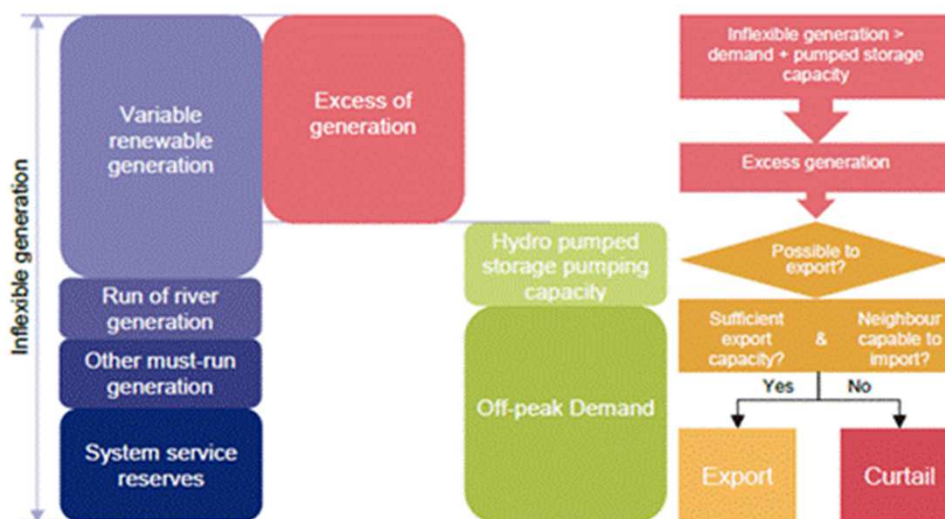 Inflexible generation
Variable
renewable
generation
Run of river
generation
Other must-run
generation
System service
reserves
Excess of
generation
Hydro pumped
storage pumping
capacity
Off-peak Demand
Inflexible generation >
demand + pumped storage
capacity
Excess generation
Possible to
export?
Sufficient
export
capacity?
&
Neighbour
capable to
import?
Yes
No
Export
Curtail